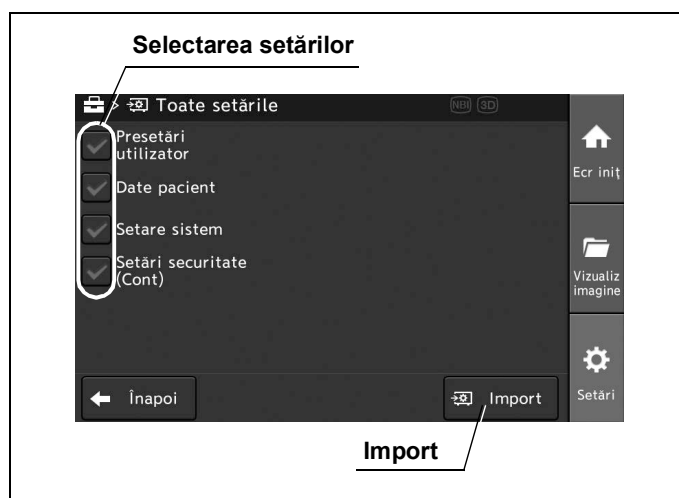 Selectarea setărilor
> Toate setările
NBI 3D
Presetări
utilizator
Date pacient
Setare sistem
Setări securitate
(Cont)
Ecr iniţ
Vizualiz
imagine
Setări
Înapoi
Import
Import